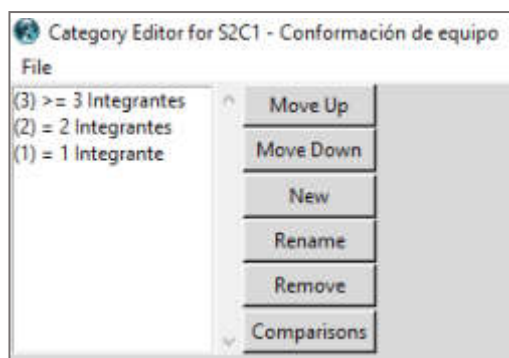 Category Editor for S2C1 - Conformación de equipo
File
(3) >= 3 Integrantes
(2) = 2 Integrantes
(1) = 1 Integrante
Move Up
Move Down
New
Rename
Remove
Comparisons